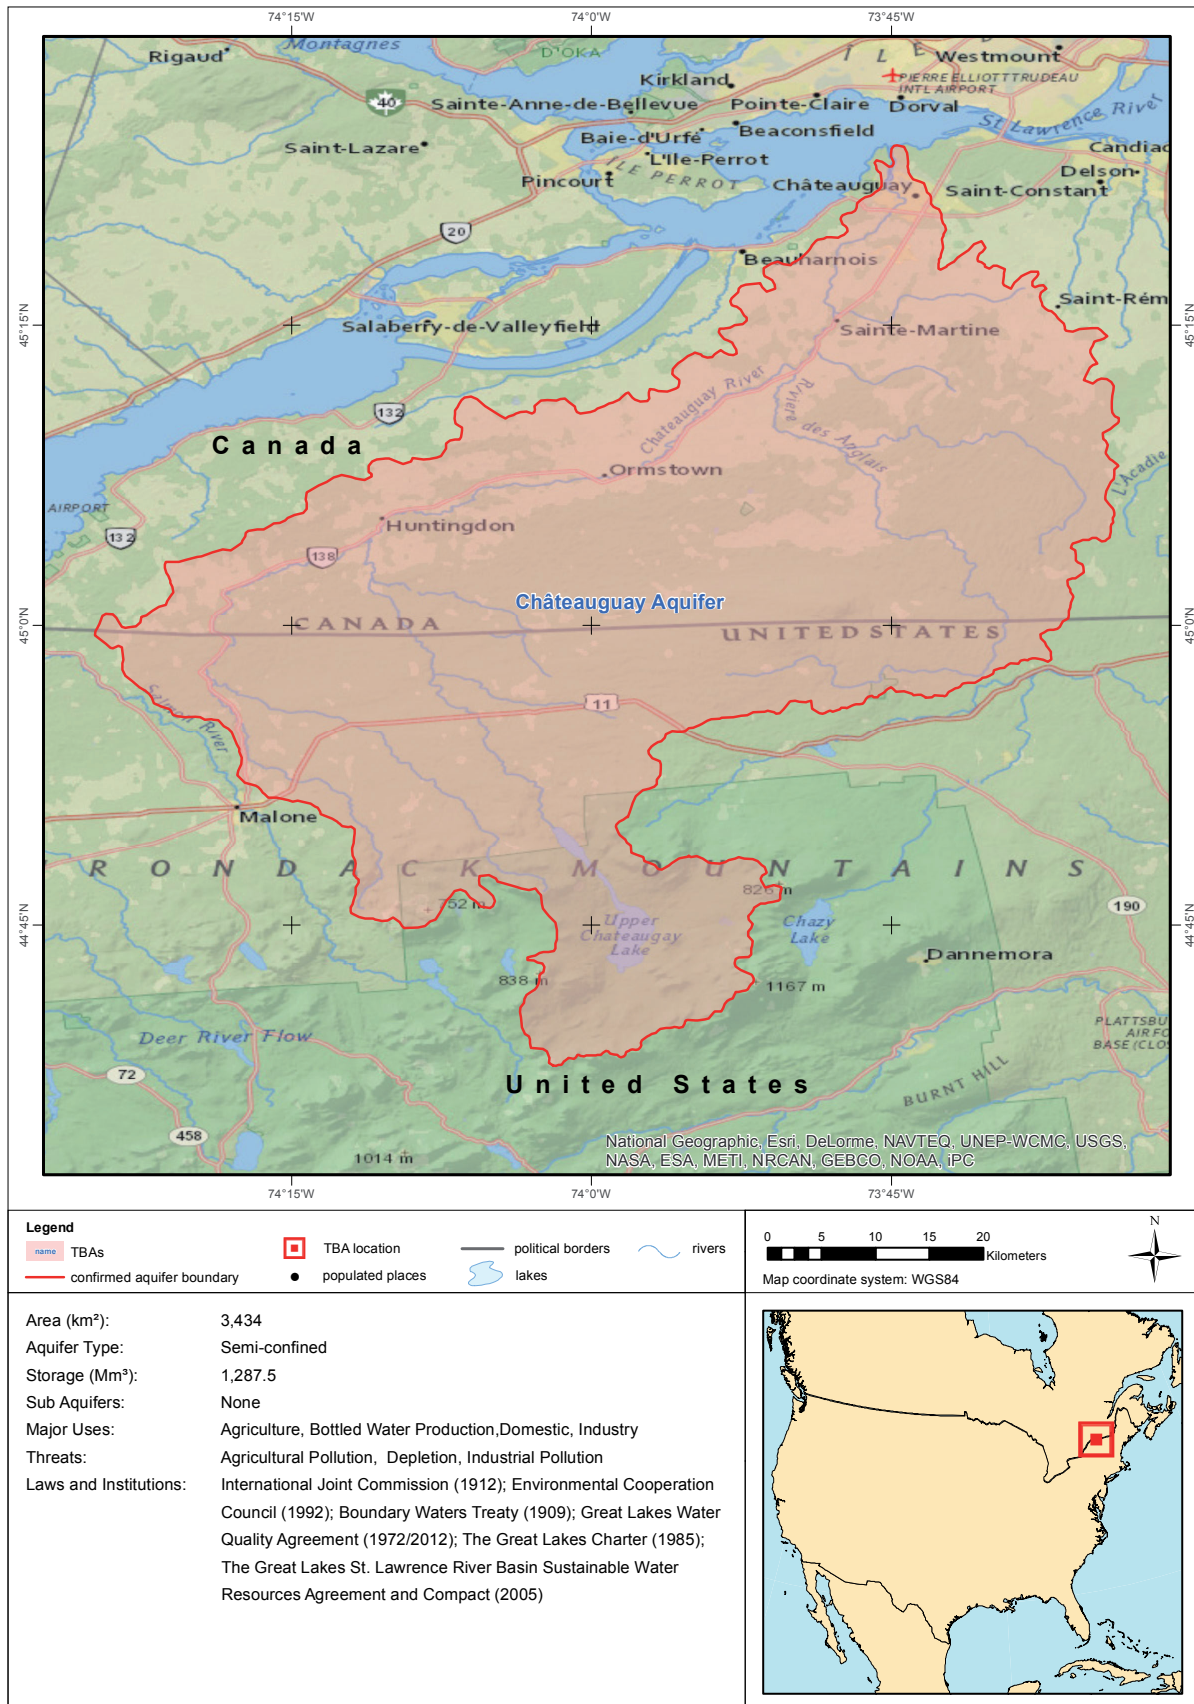 74°15'W 74°0'W 73°45'W
Montagnes
D'OKA
Î L E D
Rigaud
Westmount
Kirkland
PIERRE ELLIOTT TRUDEAU
INTL AIRPORT
40
Sainte-Anne-de-Bellevue
Pointe-Claire
Dorval
St Lawrence River
Baie-d'Urfé
Beaconsfield
Saint-Lazare
Candiac
L'Ile-Perrot
Delson
ÎLE PERROT
Pincourt
Châteauguay
Saint-Constant
20
Beauharnois
Saint-Rém
45°15'N
45°15'N
Salaberry-de-Valleyfield
Sainte-Martine
Châteauguay River
Rivière des Anglais
132
Canada
Ormstown
L'Acadie
AIRPORT
Huntingdon
132
138
Châteauguay Aquifer
45°0'N
45°0'N
CANADA
UNITED STATES
Salmon River
11
Malone
RONDACK MOUNTAINS
826 m
752 m
190
Upper
Chateaugay
Lake
Chazy
Lake
44°45'N
44°45'N
Dannemora
838 m
1167 m
Deer River Flow
PLATTSBU
AIR FO
BASE (CLOS
72
United States
BURNT HILL
458
1014 m
National Geographic, Esri, DeLorme, NAVTEQ, UNEP-WCMC, USGS,
NASA, ESA, METI, NRCAN, GEBCO, NOAA, iPC
74°15'W 74°0'W 73°45'W
Legend
name TBAs
TBA location
political borders
rivers
confirmed aquifer boundary
populated places
lakes
0 5 10 15 20
Kilometers
Map coordinate system: WGS84
N
Area (km²): 3,434
Aquifer Type: Semi-confined
Storage (Mm³): 1,287.5
Sub Aquifers: None
Major Uses: Agriculture, Bottled Water Production,Domestic, Industry
Threats: Agricultural Pollution, Depletion, Industrial Pollution
Laws and Institutions: International Joint Commission (1912); Environmental Cooperation
Council (1992); Boundary Waters Treaty (1909); Great Lakes Water
Quality Agreement (1972/2012); The Great Lakes Charter (1985);
The Great Lakes St. Lawrence River Basin Sustainable Water
Resources Agreement and Compact (2005)